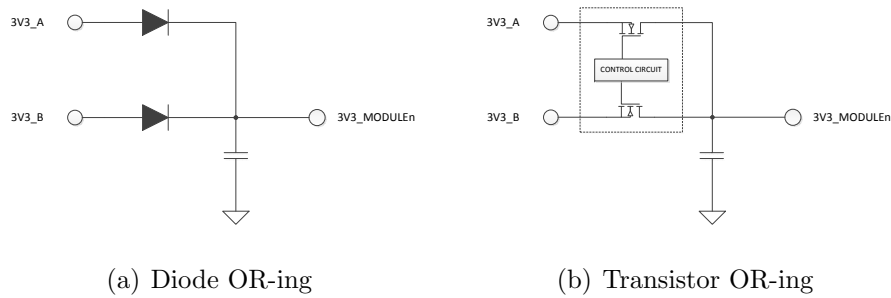 3V3_A
3V3_B
3V3_MODULEn
(a) Diode OR-ing
3V3_A
CONTROL CIRCUIT
3V3_B
3V3_MODULEn
(b) Transistor OR-ing